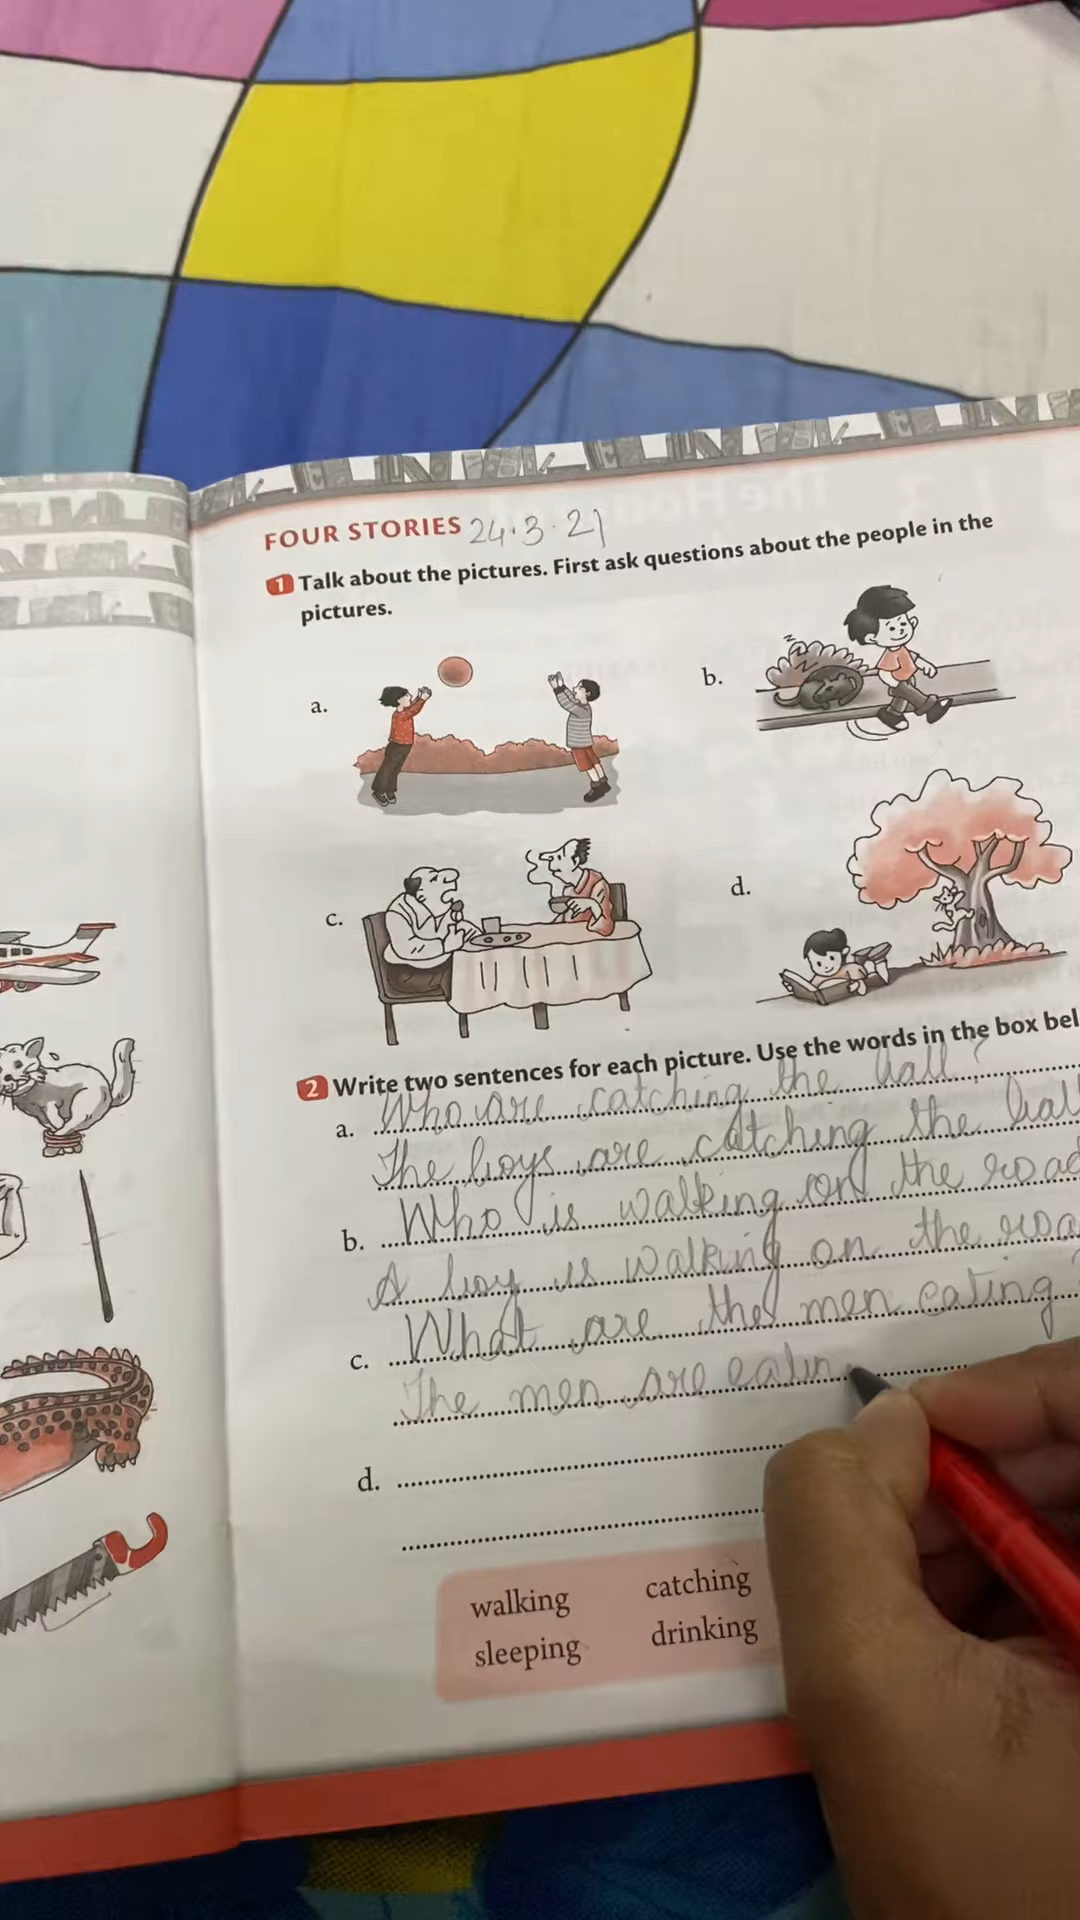 FOUR STORIES 24.3.21
1 Talk about the pictures. First ask questions about the people in the
pictures.
a.
b.
c.
d.
2 Write two sentences for each picture. Use the words in the box bel
a. Who are catching the ball ?
The boys are catching the ball
b. Who is walking on the road
A boy is walking on the roa
c. What are the men eating ?
The men are eatin
d.
walking catching
sleeping drinking